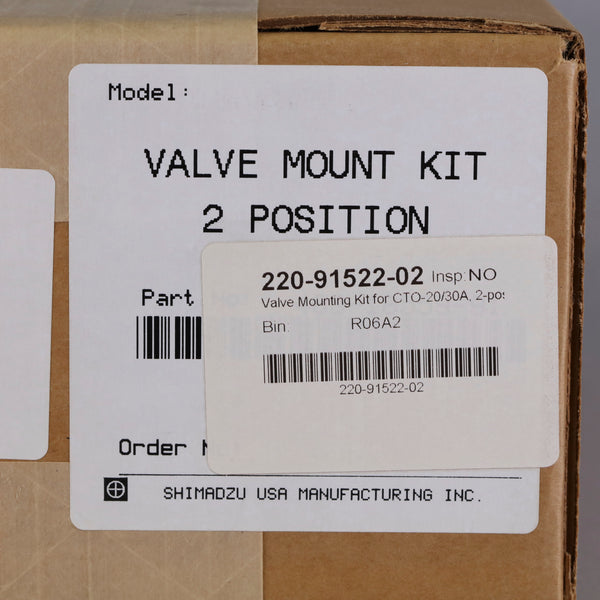 Model:
VALVE MOUNT KIT
2 POSITION
220-91522-02 Insp:NO
Valve Mounting Kit for CTO-20/30A, 2-pos
Part
Bin: R06A2
220-91522-02
Order
SHIMADZU USA MANUFACTURING INC.